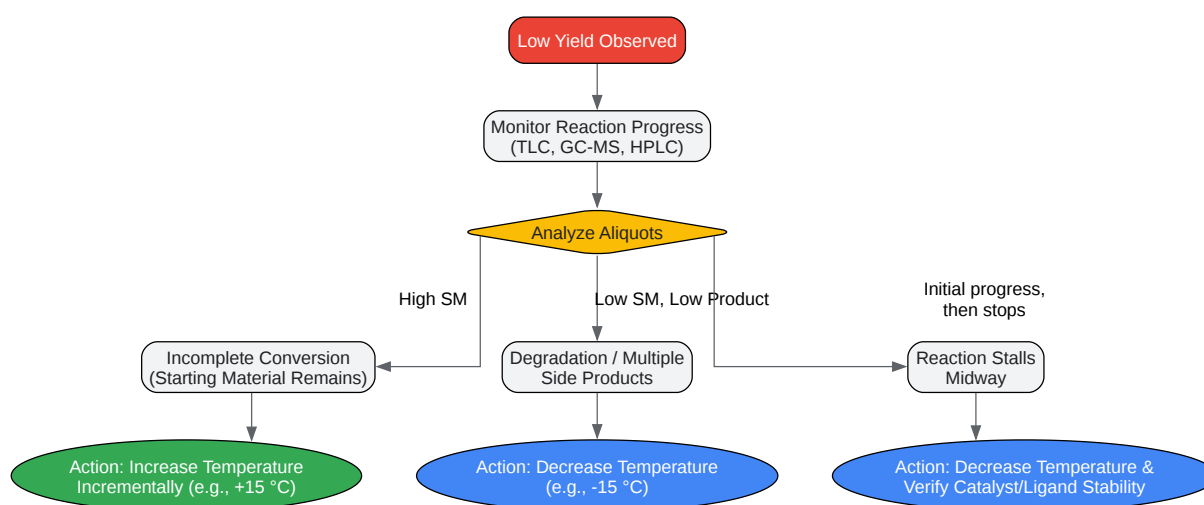 Low Yield Observed
Monitor Reaction Progress
(TLC, GC-MS, HPLC)
Analyze Aliquots
High SM
Low SM, Low Product
Initial progress,
then stops
Incomplete Conversion
(Starting Material Remains)
Degradation / Multiple
Side Products
Reaction Stalls
Midway
Action: Increase Temperature
Incrementally (e.g., +15 °C)
Action: Decrease Temperature
(e.g., -15 °C)
Action: Decrease Temperature &
Verify Catalyst/Ligand Stability